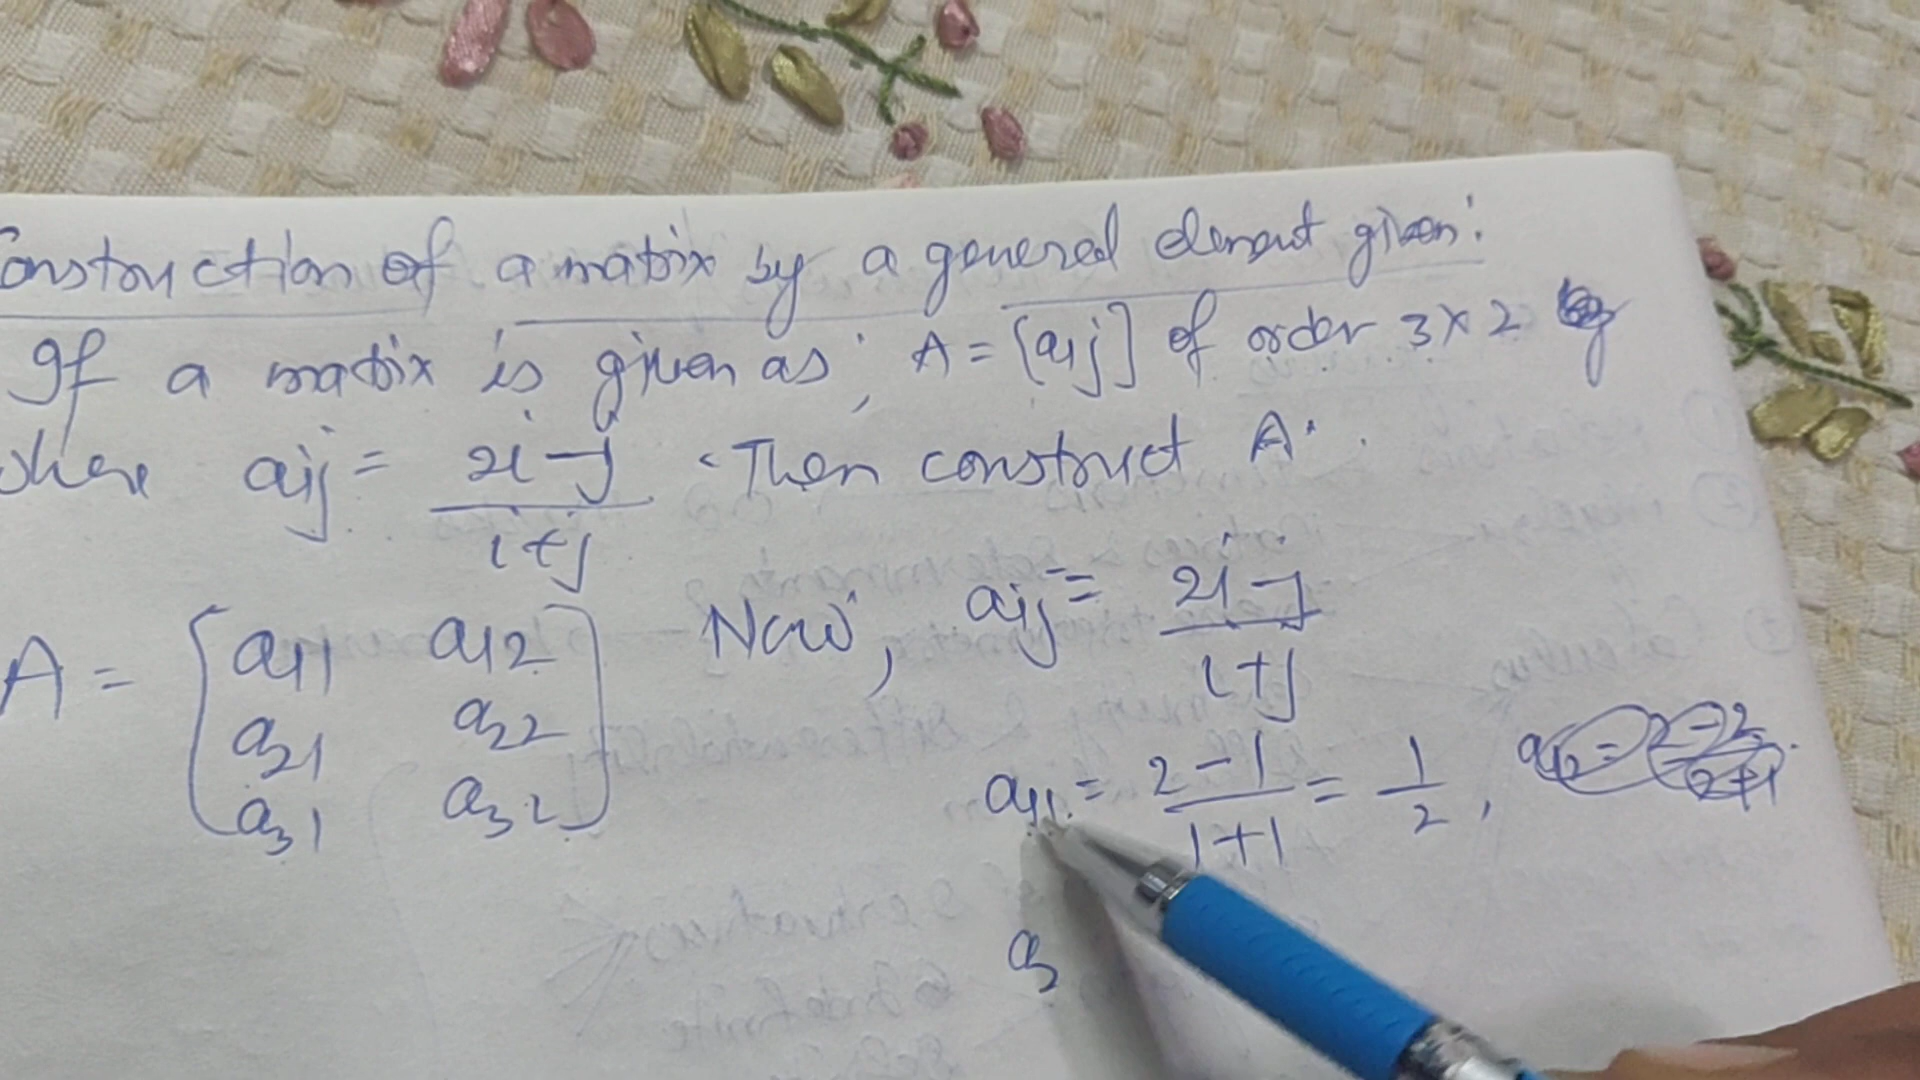 Construction of a matrix by a general element given:
If a matrix is given as, A = [aij] of order 3×2
where aij = (2i-j)/(i+j) . Then construct A.
A = [a11 a12
a21 a22
a31 a32]
Now, aij = (2i-j)/(i+j)
a11 = (2-1)/(1+1) = 1/2,
a